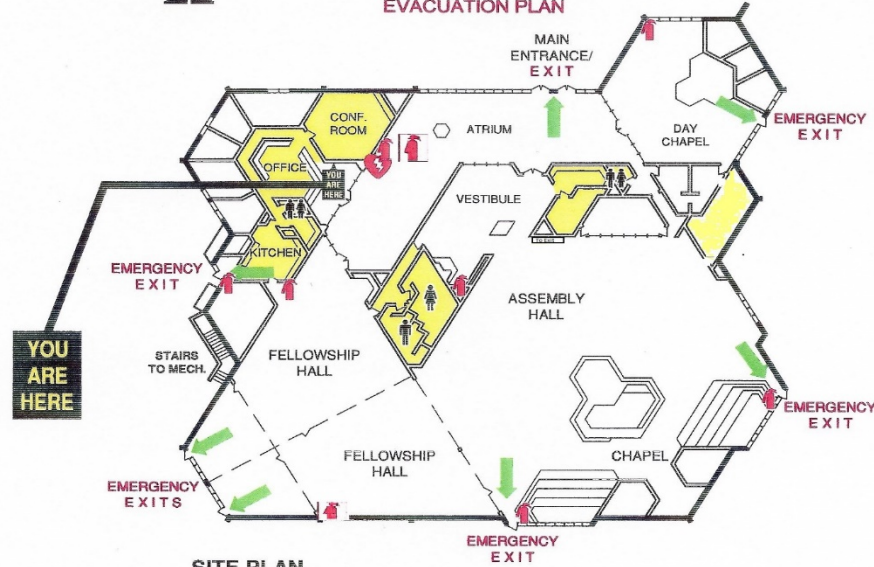 EVACUATION PLAN
MAIN
ENTRANCE/
EXIT
CONF.
ROOM
ATRIUM
DAY
CHAPEL
EMERGENCY
EXIT
OFFICE
YOU
ARE
HERE
VESTIBULE
KITCHEN
TO EXIT
EMERGENCY
EXIT
ASSEMBLY
HALL
YOU
ARE
HERE
STAIRS
TO MECH.
FELLOWSHIP
HALL
EMERGENCY
EXIT
FELLOWSHIP
HALL
CHAPEL
EMERGENCY
EXITS
EMERGENCY
EXIT
SITE PLAN